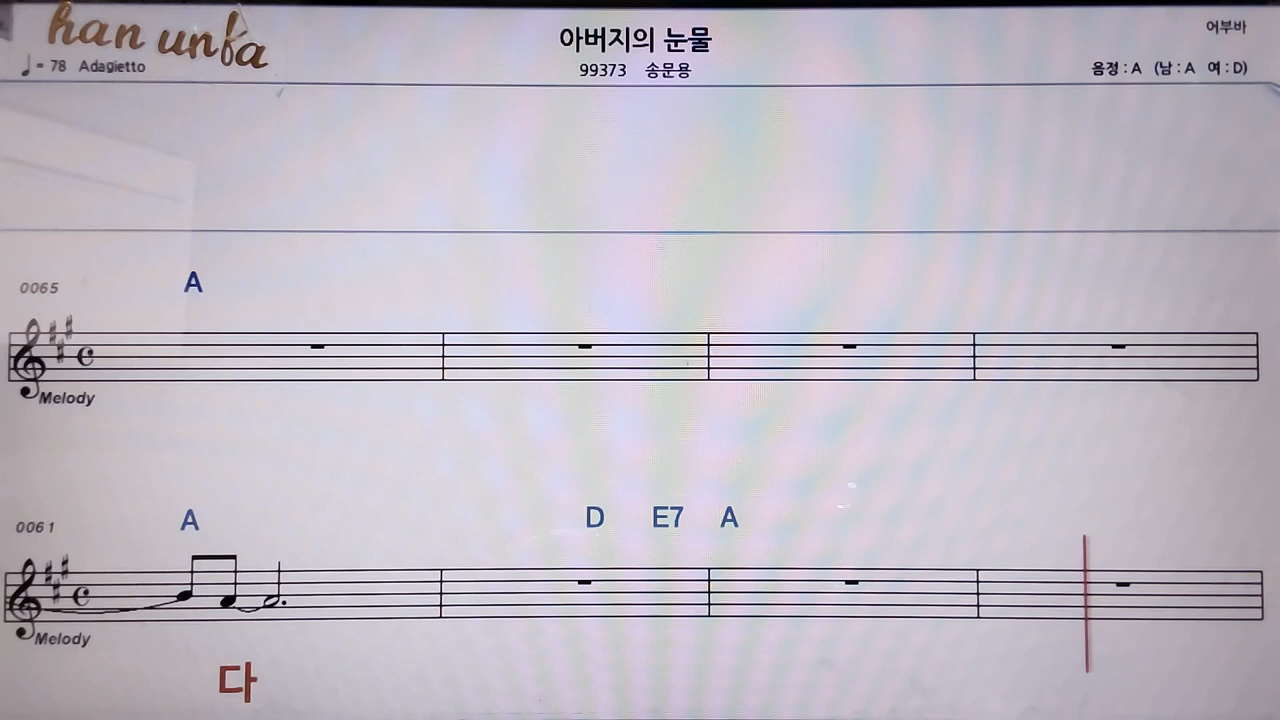 han unfa
아버지의 눈물
어부바
♩= 78 Adagietto
99373 송문용
음정 : A (남 : A 여 : D)
0065 A
Melody
0061 A D E7 A
Melody
다